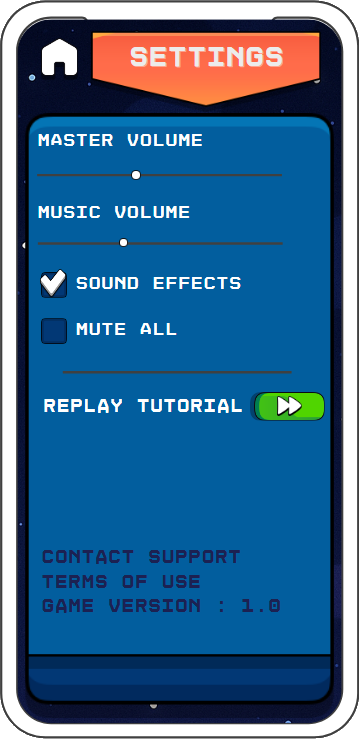 SETTINGS
MASTER VOLUME
MUSIC VOLUME
SOUND EFFECTS
MUTE ALL
REPLAY TUTORIAL
CONTACT SUPPORT
TERMS OF USE
GAME VERSION : 1.0